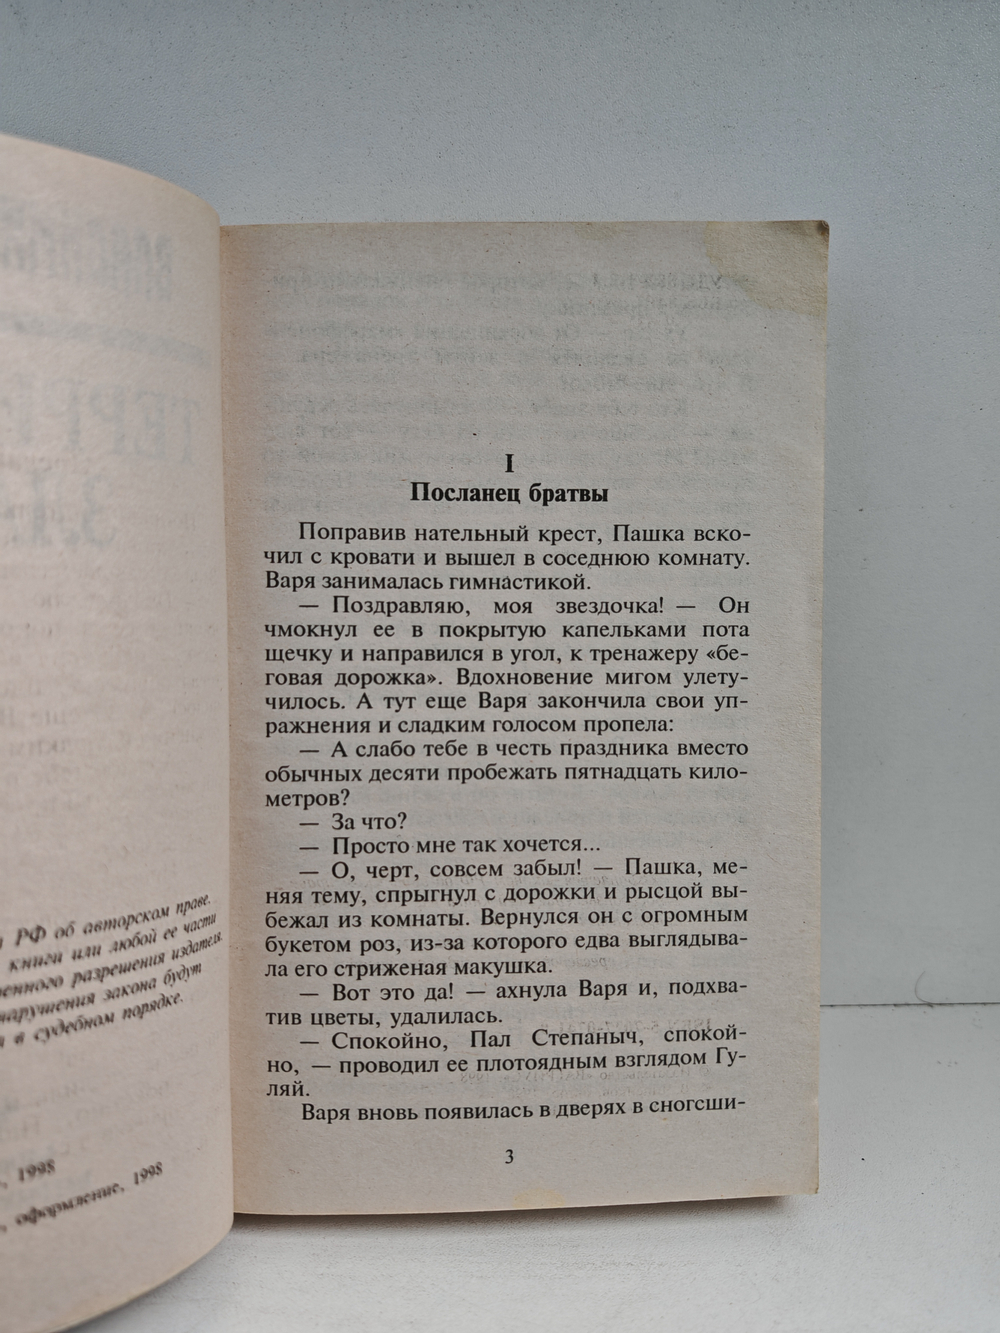 РФ об авторском праве.
книги или любой ее части
разрешения издателя.
нарушения закона будут
в судебном порядке.
, 1998
, оформление, 1998
I
Посланец братвы
Поправив нательный крест, Пашка вско-
чил с кровати и вышел в соседнюю комнату.
Варя занималась гимнастикой.
— Поздравляю, моя звездочка! — Он
чмокнул ее в покрытую капельками пота
щечку и направился в угол, к тренажеру «бе-
говая дорожка». Вдохновение мигом улету-
чилось. А тут еще Варя закончила свои уп-
ражнения и сладким голосом пропела:
— А слабо тебе в честь праздника вместо
обычных десяти пробежать пятнадцать кило-
метров?
— За что?
— Просто мне так хочется...
— О, черт, совсем забыл! — Пашка, ме-
няя тему, спрыгнул с дорожки и рысцой вы-
бежал из комнаты. Вернулся он с огромным
букетом роз, из-за которого едва выглядыва-
ла его стриженая макушка.
— Вот это да! — ахнула Варя и, подхва-
тив цветы, удалилась.
— Спокойно, Пал Степаныч, спокой-
но, — проводил ее плотоядным взглядом Гу-
ляй.
Варя вновь появилась в дверях в сногсши-
3